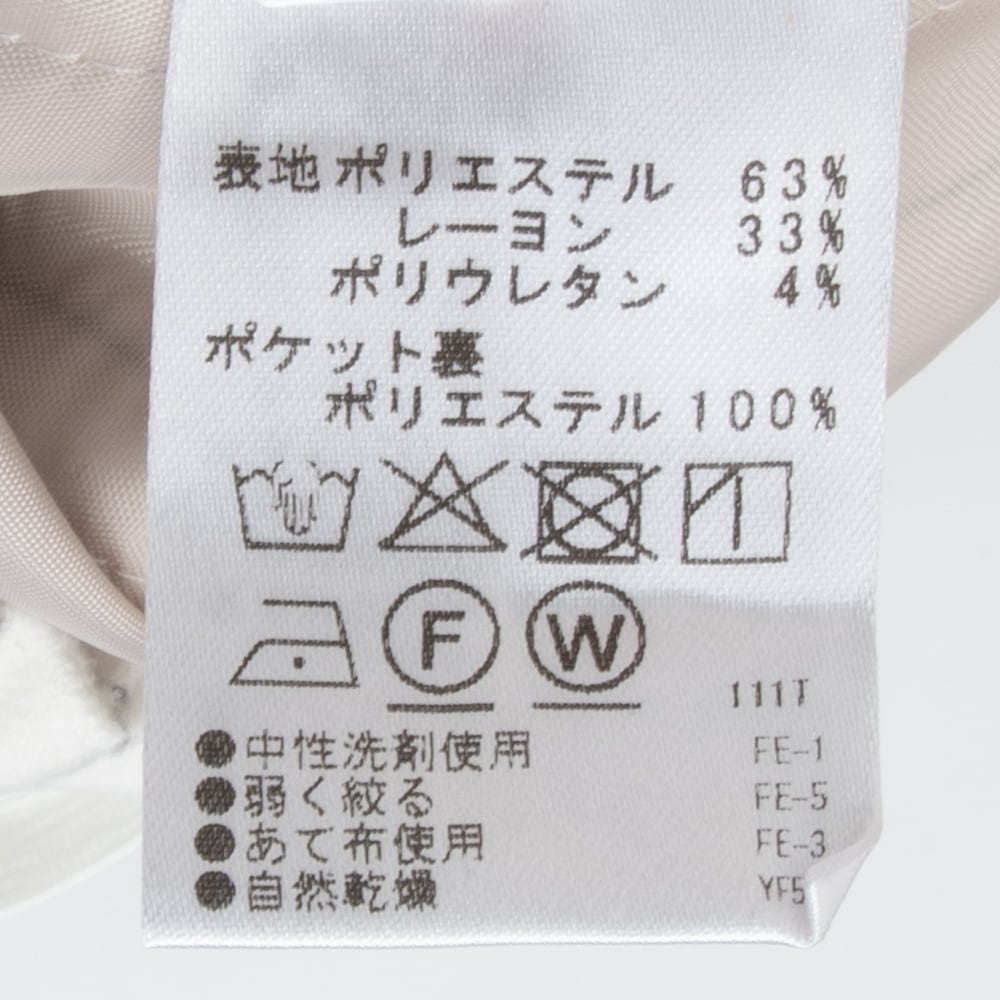 表地 ポリエステル 63%
レーヨン 33%
ポリウレタン 4%
ポケット裏
ポリエステル 100%
F W
111T
●中性洗剤使用 FE-1
●弱く絞る FE-5
●あて布使用 FE-3
●自然乾燥 YF5